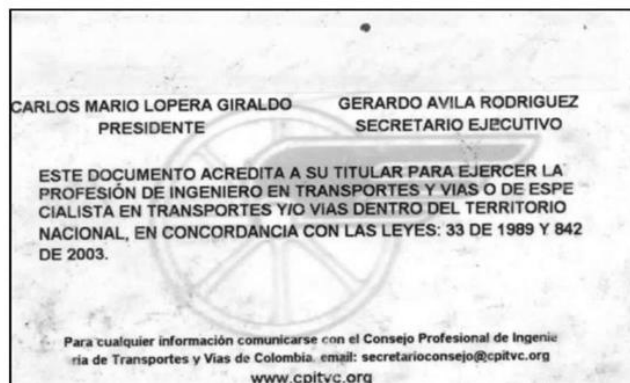 CARLOS MARIO LOPERA GIRALDO GERARDO AVILA RODRIGUEZ
PRESIDENTE SECRETARIO EJECUTIVO
ESTE DOCUMENTO ACREDITA A SU TITULAR PARA EJERCER LA
PROFESIÓN DE INGENIERO EN TRANSPORTES Y VIAS O DE ESPE
CIALISTA EN TRANSPORTES Y/O VIAS DENTRO DEL TERRITORIO
NACIONAL, EN CONCORDANCIA CON LAS LEYES: 33 DE 1989 Y 842
DE 2003.
Para cualquier información comunicarse con el Consejo Profesional de Ingenie
ria de Transportes y Vias de Colombia. email: secretarioconsejo@cpitvc.org
www.cpitvc.org